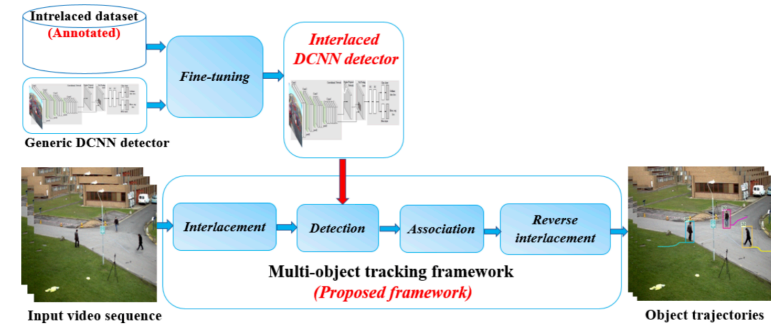 Intrelaced dataset
(Annotated)
Fine-tuning
Interlaced
DCNN detector
Generic DCNN detector
Interlacement
Detection
Association
Reverse
interlacement
Multi-object tracking framework
(Proposed framework)
Input video sequence
Object trajectories